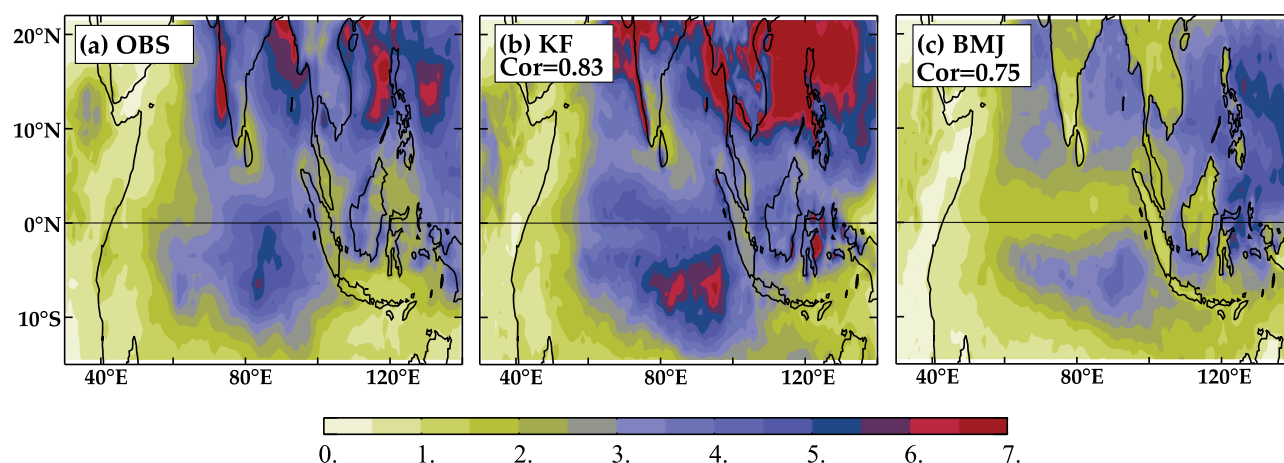 (a) OBS
(b) KF
Cor=0.83
(c) BMJ
Cor=0.75
20°N
10°N
0°N
10°S
40°E 80°E 120°E
40°E 80°E 120°E
40°E 80°E 120°E
0. 1. 2. 3. 4. 5. 6. 7.